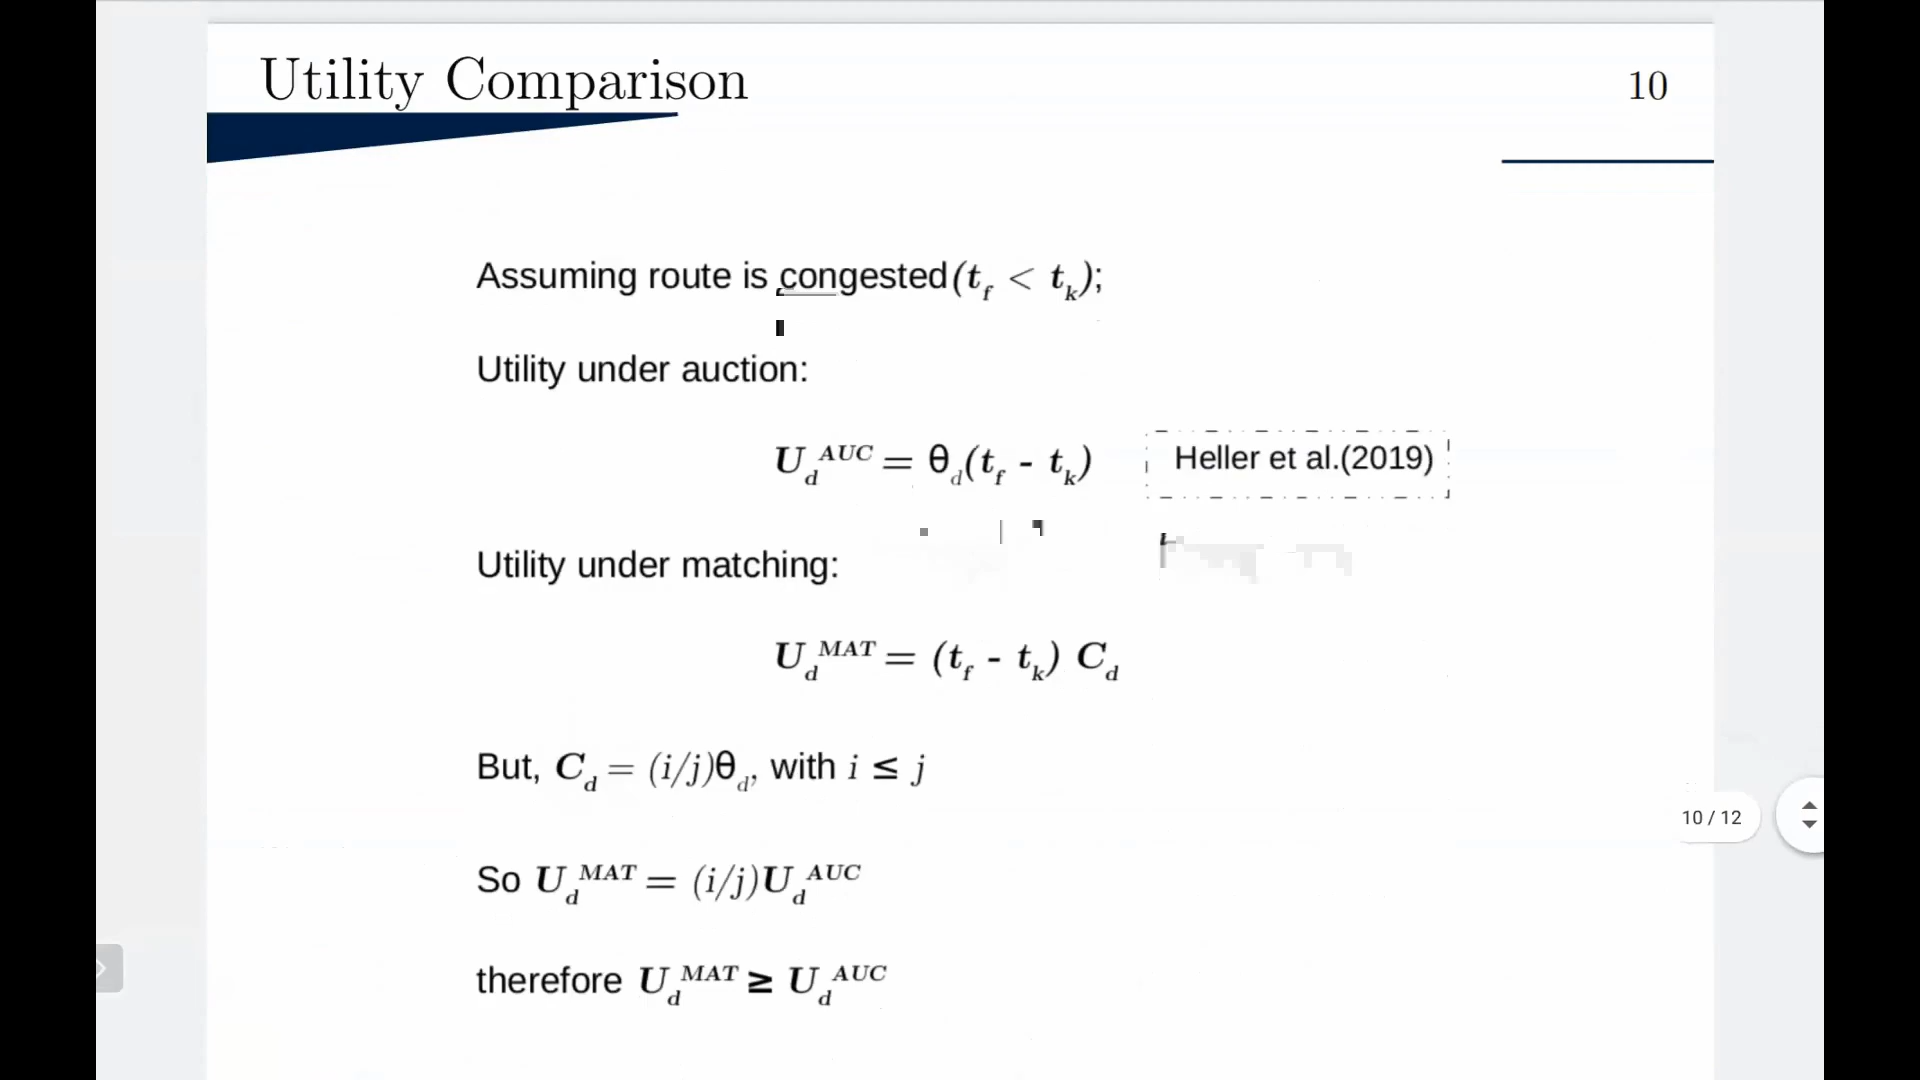 Utility Comparison
10
Assuming route is congested (t_f < t_k);
Utility under auction:
U_d^AUC = θ_d(t_f - t_k)
Heller et al.(2019)
Utility under matching:
U_d^MAT = (t_f - t_k) C_d
But, C_d = (i/j)θ_d, with i ≤ j
10 / 12
So U_d^MAT = (i/j)U_d^AUC
therefore U_d^MAT ≥ U_d^AUC